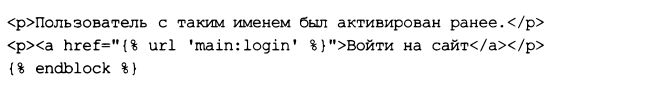 <p>Пользователь с таким именем был активирован ранее.</p>
<p><a href="{% url 'main:login' %}">Войти на сайт</a></p>
{% endblock %}